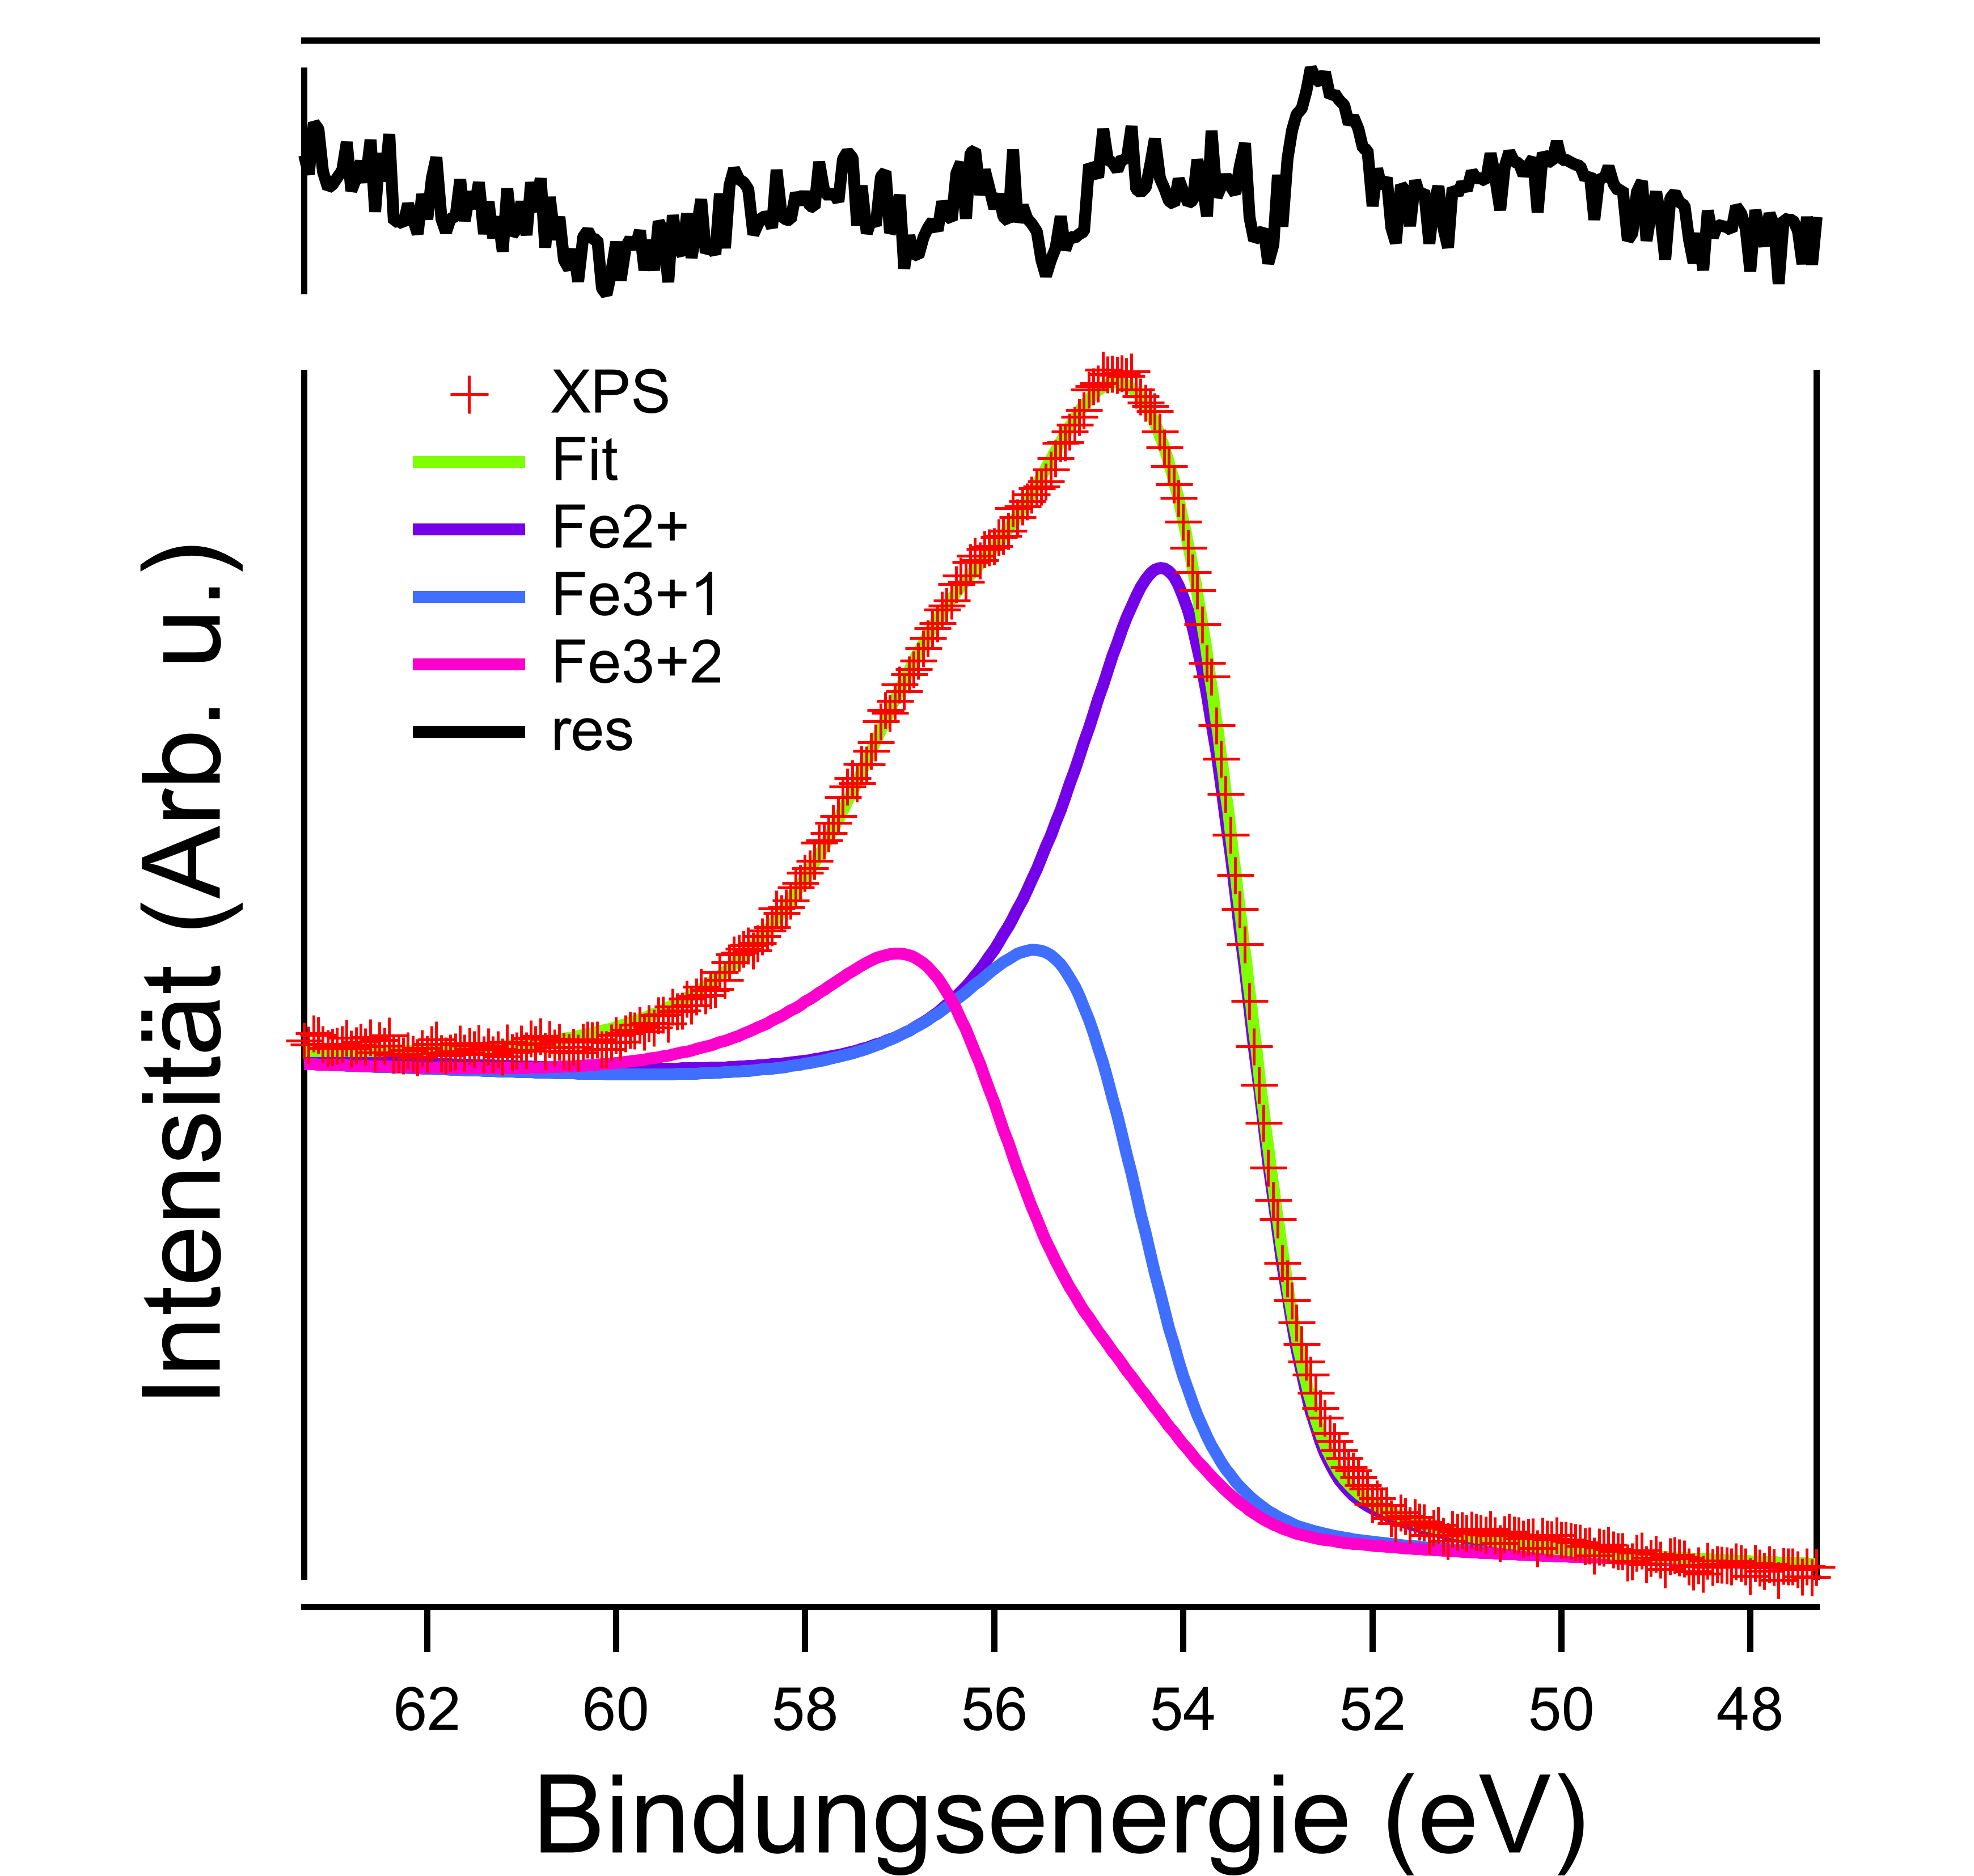 XPS
Fit
Fe2+
Fe3+1
Fe3+2
res
Intensität (Arb. u.)
62 60 58 56 54 52 50 48
Bindungsenergie (eV)